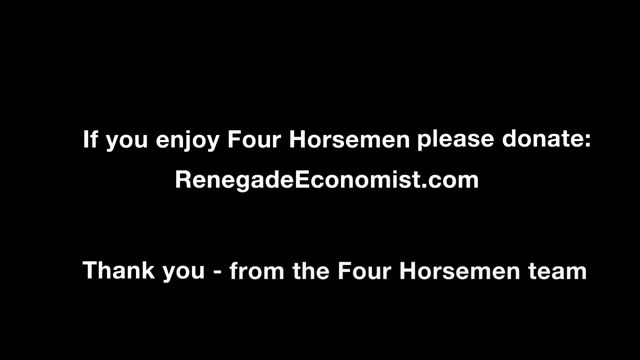 If you enjoy Four Horsemen please donate:
RenegadeEconomist.com
Thank you - from the Four Horsemen team